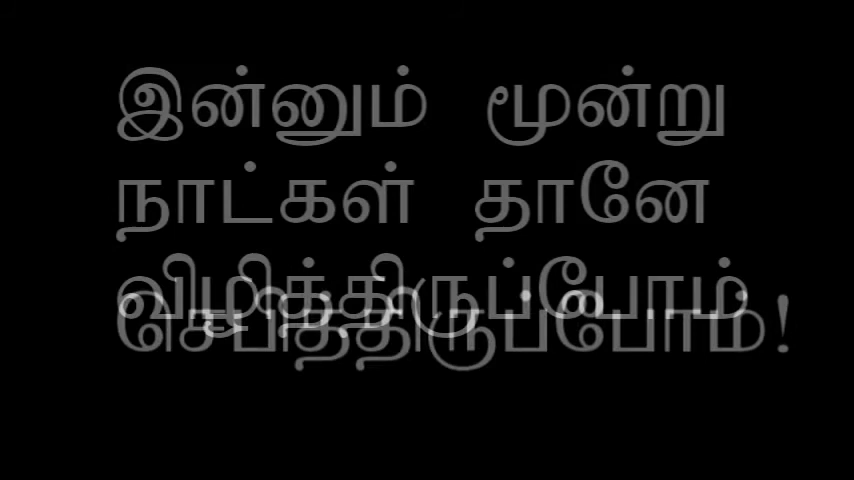 இன்னும் மூன்று
நாட்கள் தானே
விழித்திருப்போம்
செபித்திருப்போம்!